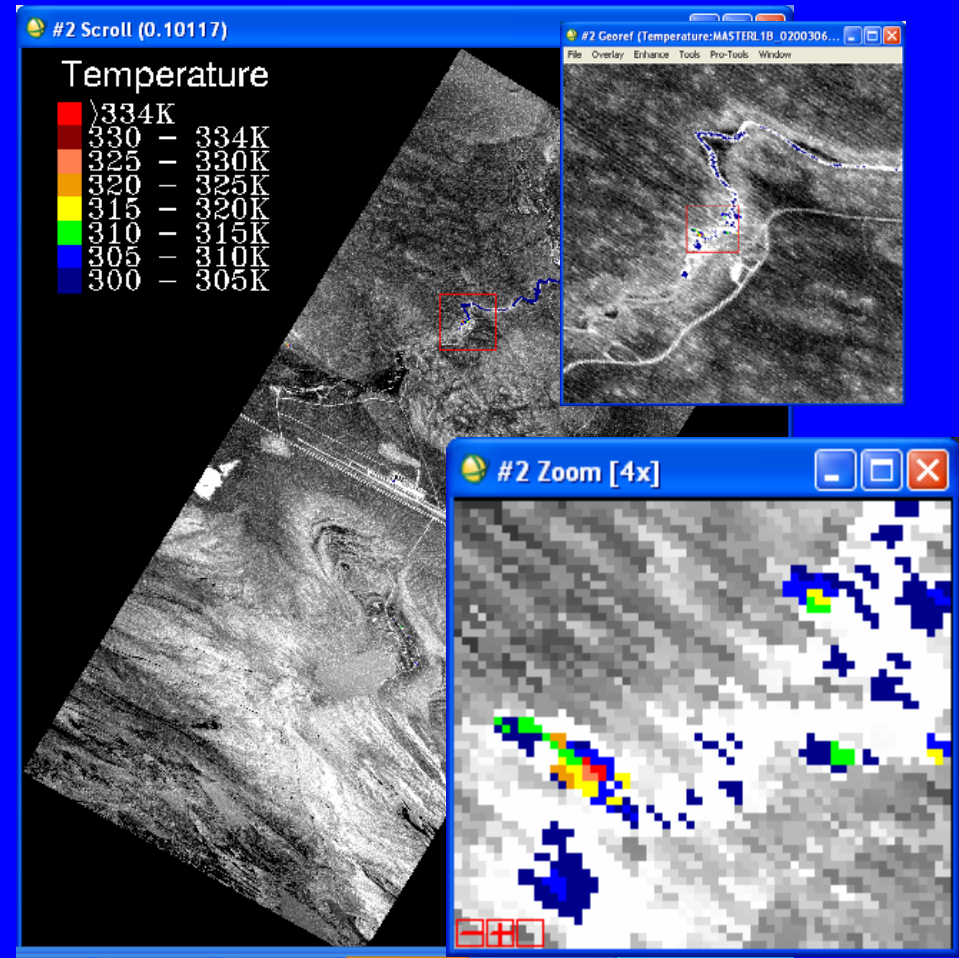 #2 Scroll (0.10117)
Temperature
⟩334K
330 – 334K
325 – 330K
320 – 325K
315 – 320K
310 – 315K
305 – 310K
300 – 305K
#2 Georef (Temperature:MASTERL1B_0200306...
File Overlay Enhance Tools Pro-Tools Window
#2 Zoom [4x]